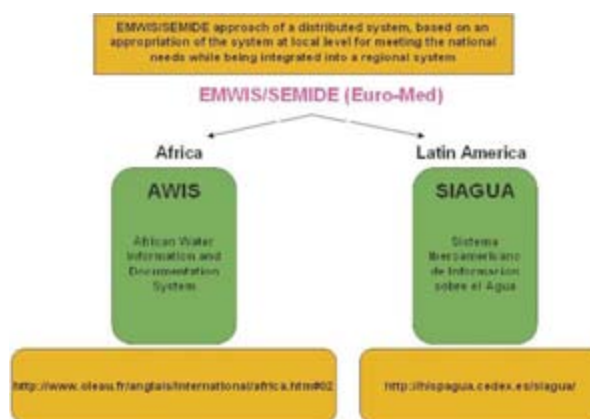 EMWIS/SEMIDE approach of a distributed system, based on an
appropriation of the system at local level for meeting the national
needs while being integrated into a regional system
EMWIS/SEMIDE (Euro-Med)
Africa
Latin America
AWIS
African Water
Information and
Documentation
System
SIAGUA
Sistema
Iberoamericano
de Informacion
sobre el Agua
http://www.oieau.fr/anglais/international/africa.htm#02
http://hispagua.cedex.es/siagua/